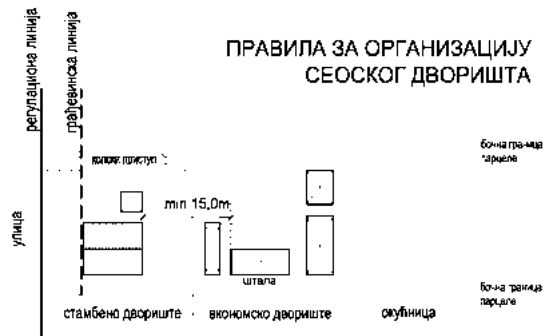 ПРАВИЛА ЗА ОРГАНИЗАЦИЈУ
СЕОСКОГ ДВОРИШТА
регулациона линија
грађевинска линија
бочна граница
парцеле
колски приступ
min 15,0m
улица
штала
бочна граница
парцеле
стамбено двориште
економско двориште
окућница